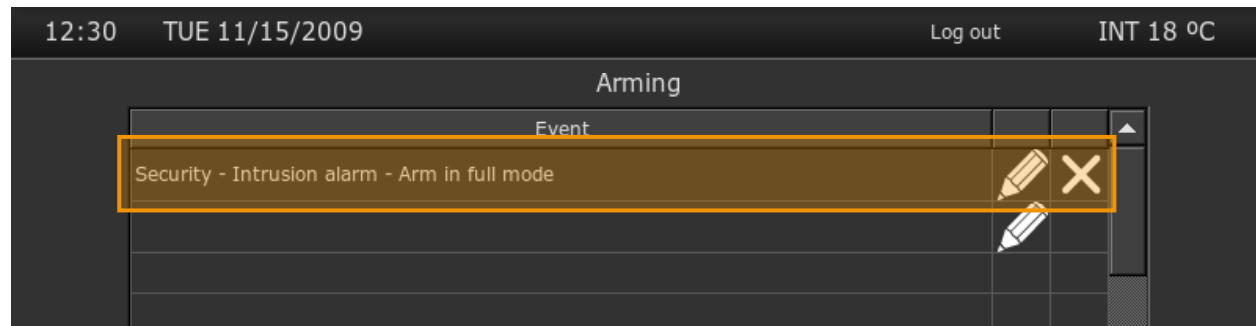 12:30 TUE 11/15/2009 Log out INT 18 ºC
Arming
Event
Security - Intrusion alarm - Arm in full mode